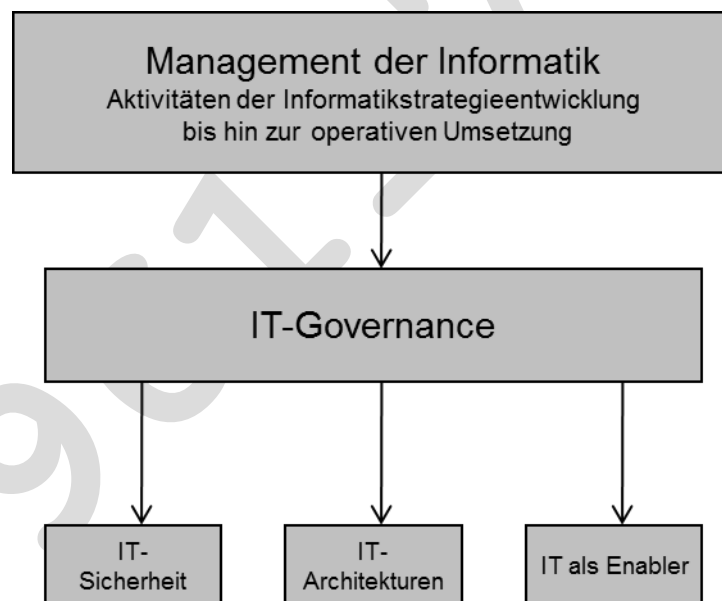 Management der Informatik
Aktivitäten der Informatikstrategieentwicklung
bis hin zur operativen Umsetzung
IT-Governance
IT-
Sicherheit
IT-
Architekturen
IT als Enabler